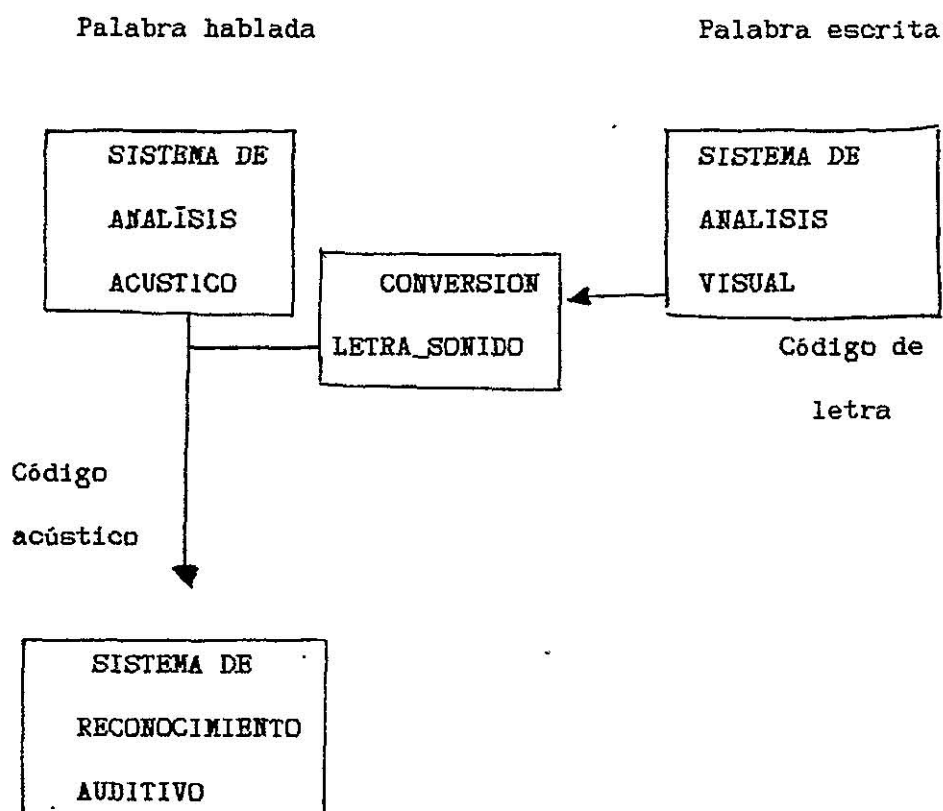 Palabra hablada
Palabra escrita
SISTEMA DE
ANALĪSIS
ACUSTICO
SISTEMA DE
ANALISIS
VISUAL
CONVERSION
LETRA_SONIDO
Código de
letra
Código
acústico
SISTEMA DE
RECONOCIMIENTO
AUDITIVO